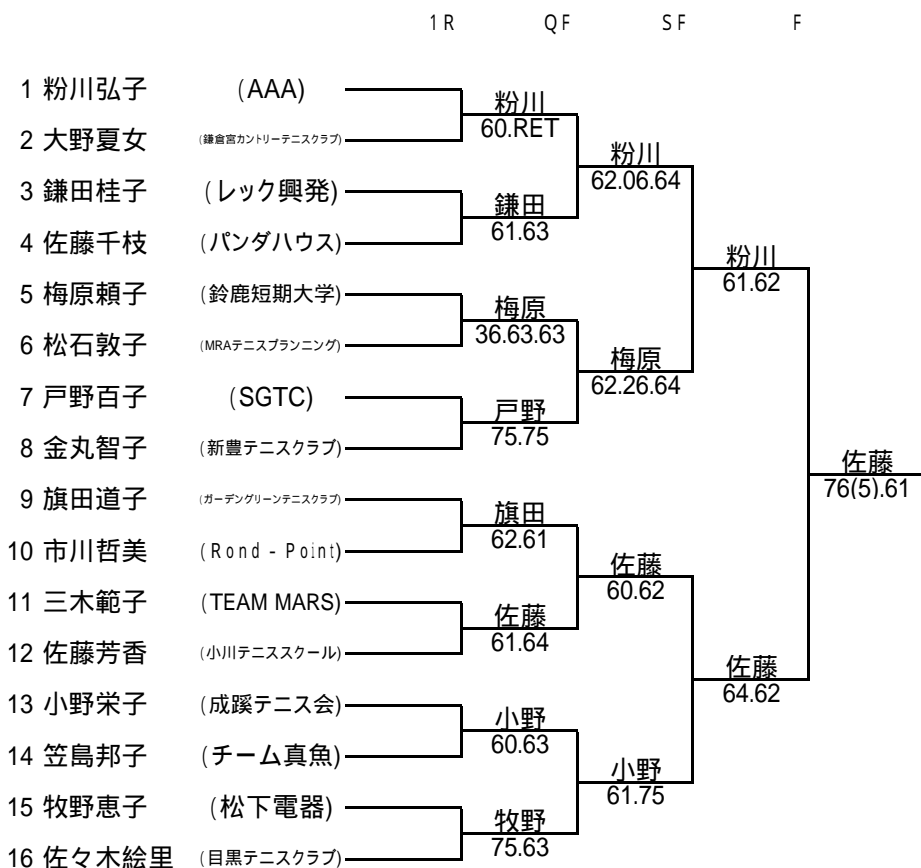 1R QF SF F
1 粉川弘子 (AAA)
粉川
60.RET
2 大野夏女 (鎌倉宮カントリーテニスクラブ)
粉川
62.06.64
3 鎌田桂子 (レック興発)
鎌田
61.63
4 佐藤千枝 (パンダハウス)
粉川
61.62
5 梅原頼子 (鈴鹿短期大学)
梅原
36.63.63
6 松石敦子 (MRAテニスプランニング)
梅原
62.26.64
7 戸野百子 (SGTC)
戸野
75.75
8 金丸智子 (新豊テニスクラブ)
佐藤
76(5).61
9 旗田道子 (ガーデングリーンテニスクラブ)
旗田
62.61
10 市川哲美 (Rond-Point)
佐藤
60.62
11 三木範子 (TEAM MARS)
佐藤
61.64
12 佐藤芳香 (小川テニススクール)
佐藤
64.62
13 小野栄子 (成蹊テニス会)
小野
60.63
14 笠島邦子 (チーム真魚)
小野
61.75
15 牧野恵子 (松下電器)
牧野
75.63
16 佐々木絵里 (目黒テニスクラブ)